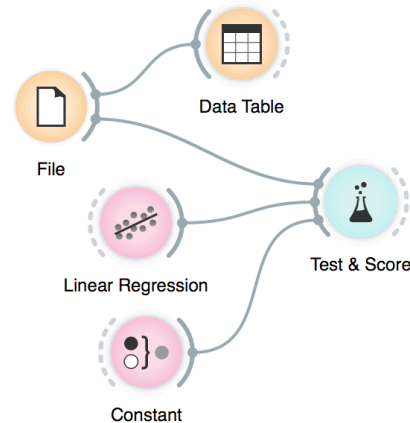 Data Table
File
Linear Regression
Test & Score
Constant